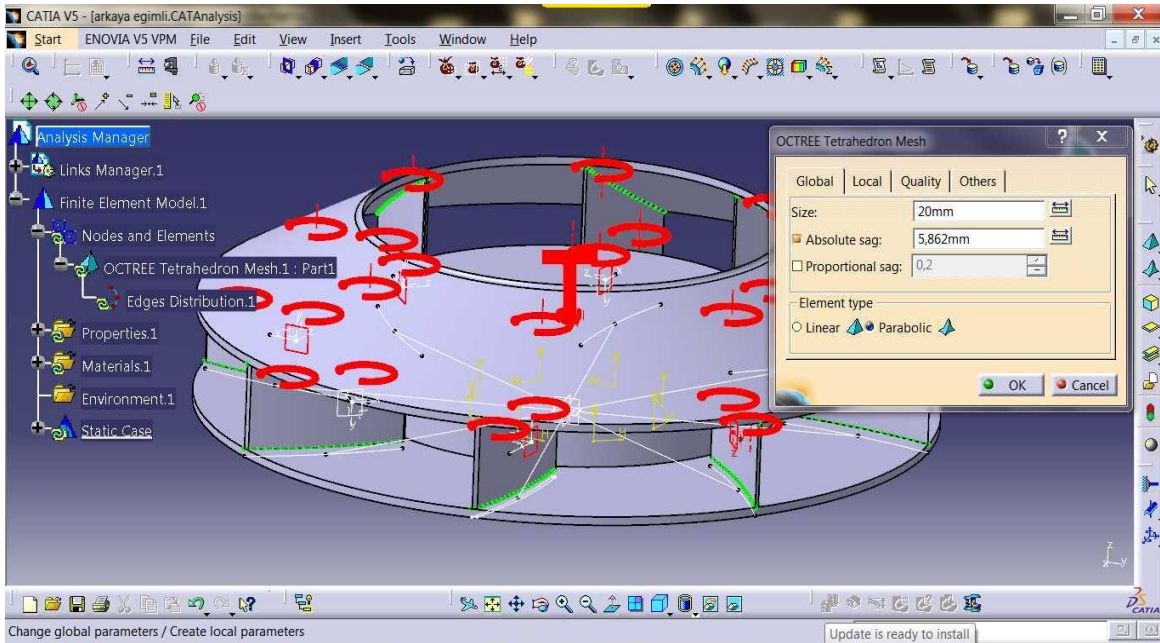 CATIA V5 - [arkaya egimli.CATAnalysis]
Start ENOVIA V5 VPM File Edit View Insert Tools Window Help
Analysis Manager
Links Manager.1
Finite Element Model.1
Nodes and Elements
OCTREE Tetrahedron Mesh.1 : Part1
Edges Distribution.1
Properties.1
Materials.1
Environment.1
Static Case
OCTREE Tetrahedron Mesh
Global Local Quality Others
Size: 20mm
Absolute sag: 5,862mm
Proportional sag: 0,2
Element type
Linear Parabolic
OK Cancel
z
y
CATIA
Change global parameters / Create local parameters
Update is ready to install